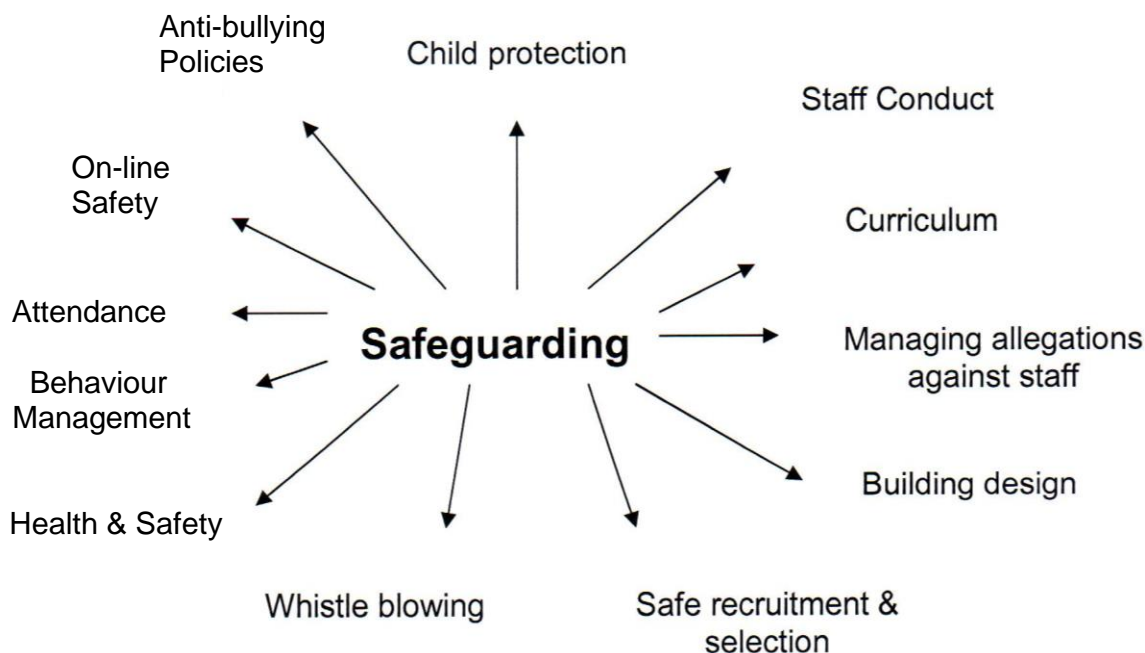 Anti-bullying
Policies
Child protection
Staff Conduct
On-line
Safety
Curriculum
Attendance
Safeguarding
Managing allegations
against staff
Behaviour
Management
Building design
Health & Safety
Whistle blowing
Safe recruitment &
selection